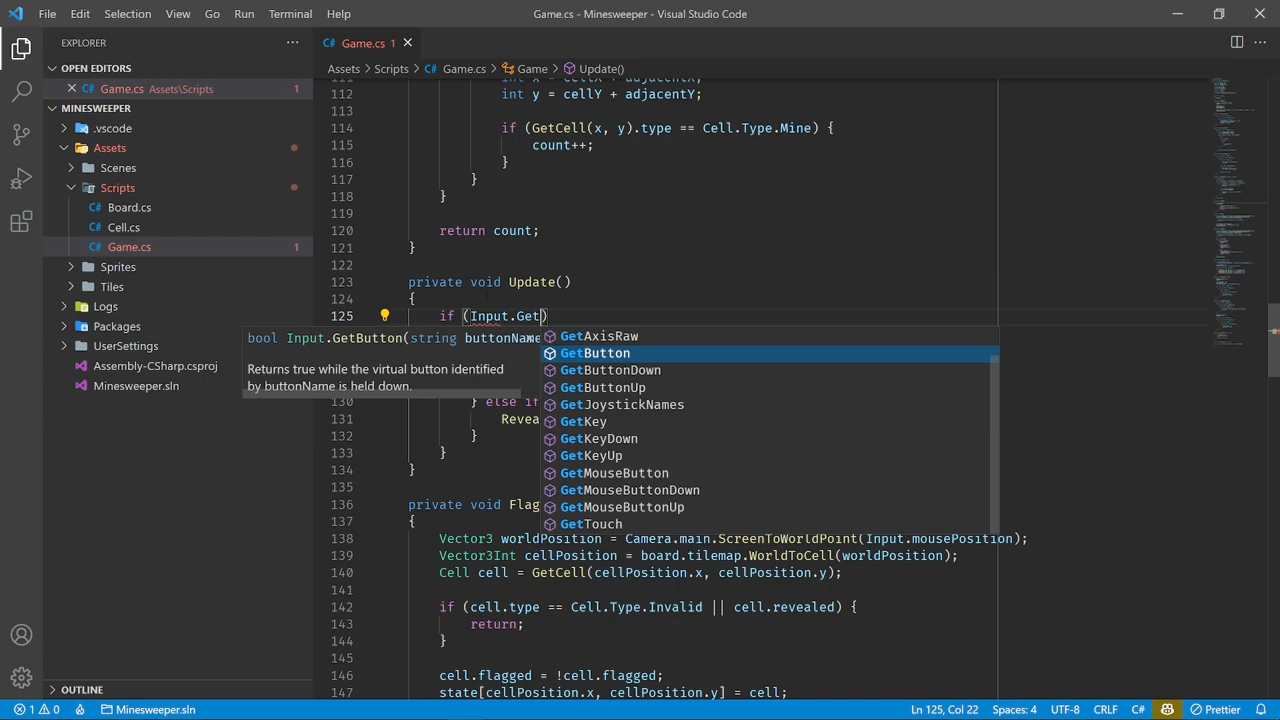 File Edit Selection View Go Run Terminal Help
Game.cs - Minesweeper - Visual Studio Code
EXPLORER
OPEN EDITORS
Game.cs Assets\Scripts 1
MINESWEEPER
.vscode
Assets
Scenes
Scripts
Board.cs
Cell.cs
Game.cs 1
Sprites
Tiles
Logs
Packages
UserSettings
Assembly-CSharp.csproj
Minesweeper.sln
OUTLINE
Game.cs 1
Assets > Scripts > Game.cs > Game > Update()
112 int y = cellY + adjacentY;
113
114 if (GetCell(x, y).type == Cell.Type.Mine) {
115 count++;
116 }
117 }
118 }
119
120 return count;
121 }
122
123 private void Update()
124 {
125 if (Input.Get)
bool Input.GetButton(string buttonName
Returns true while the virtual button identified
by buttonName is held down.
GetAxisRaw
GetButton
GetButtonDown
GetButtonUp
GetJoystickNames
GetKey
GetKeyDown
GetKeyUp
GetMouseButton
GetMouseButtonDown
GetMouseButtonUp
GetTouch
130 } else if
131 Revea
132 }
133 }
134 }
135
136 private void Flag
137 {
138 Vector3 worldPosition = Camera.main.ScreenToWorldPoint(Input.mousePosition);
139 Vector3Int cellPosition = board.tilemap.WorldToCell(worldPosition);
140 Cell cell = GetCell(cellPosition.x, cellPosition.y);
141
142 if (cell.type == Cell.Type.Invalid || cell.revealed) {
143 return;
144 }
145
146 cell.flagged = !cell.flagged;
147 state[cellPosition.x, cellPosition.y] = cell;
1 0 Minesweeper.sln
Ln 125, Col 22 Spaces: 4 UTF-8 CRLF C# Prettier